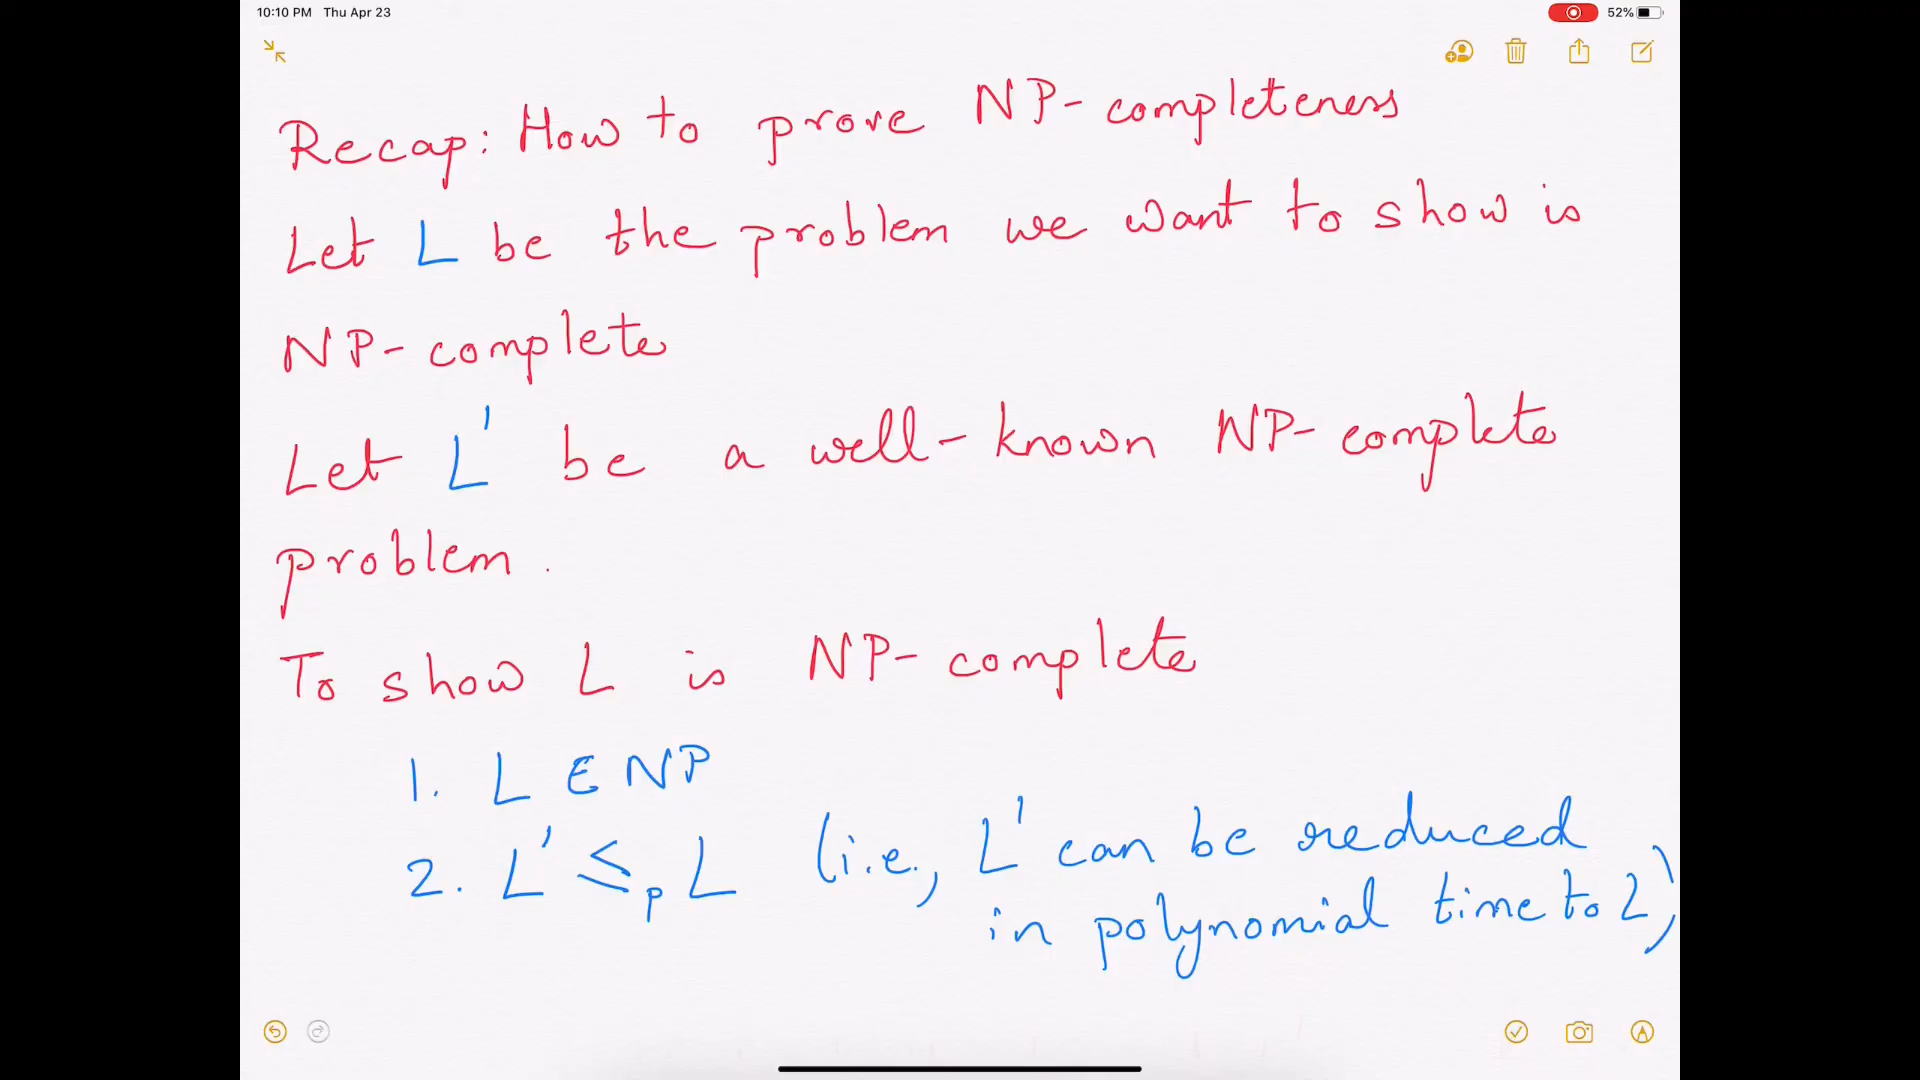 10:10 PM Thu Apr 23
52%
Recap: How to prove NP-completeness
Let L be the problem we want to show is
NP-complete
Let L' be a well-known NP-complete
problem.
To show L is NP-complete
1. L ∈ NP
2. L' ≤p L (i.e., L' can be reduced
in polynomial time to L)